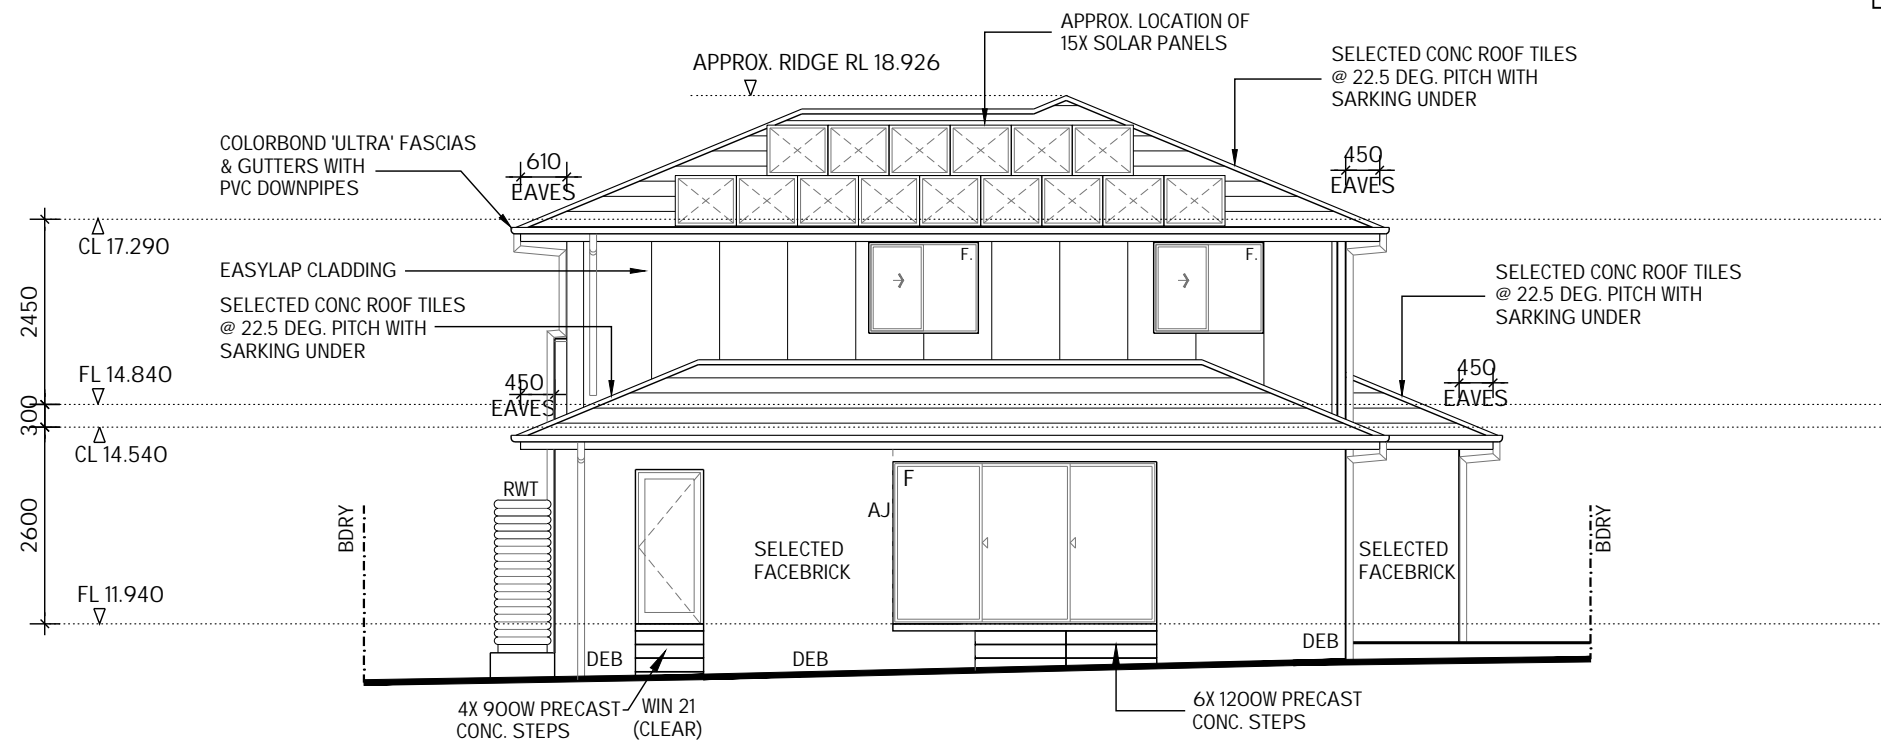 APPROX. LOCATION OF
15X SOLAR PANELS
APPROX. RIDGE RL 18.926
SELECTED CONC ROOF TILES
@ 22.5 DEG. PITCH WITH
SARKING UNDER
COLORBOND 'ULTRA' FASCIAS
& GUTTERS WITH
PVC DOWNPIPES
610
EAVES
450
EAVES
CL 17.290
EASYLAP CLADDING
F.
F.
SELECTED CONC ROOF TILES
@ 22.5 DEG. PITCH WITH
SARKING UNDER
SELECTED CONC ROOF TILES
@ 22.5 DEG. PITCH WITH
SARKING UNDER
2450
FL 14.840
450
EAVES
450
EAVES
300
CL 14.540
RWT
F
AJ
2600
BDRY
BDRY
SELECTED
FACEBRICK
SELECTED
FACEBRICK
FL 11.940
DEB
DEB
DEB
4X 900W PRECAST
CONC. STEPS
WIN 21
(CLEAR)
6X 1200W PRECAST
CONC. STEPS